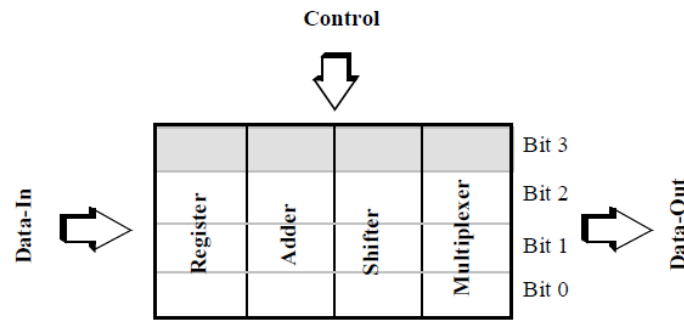 Control
Data-In
Register
Adder
Shifter
Multiplexer
Bit 3
Bit 2
Bit 1
Bit 0
Data-Out